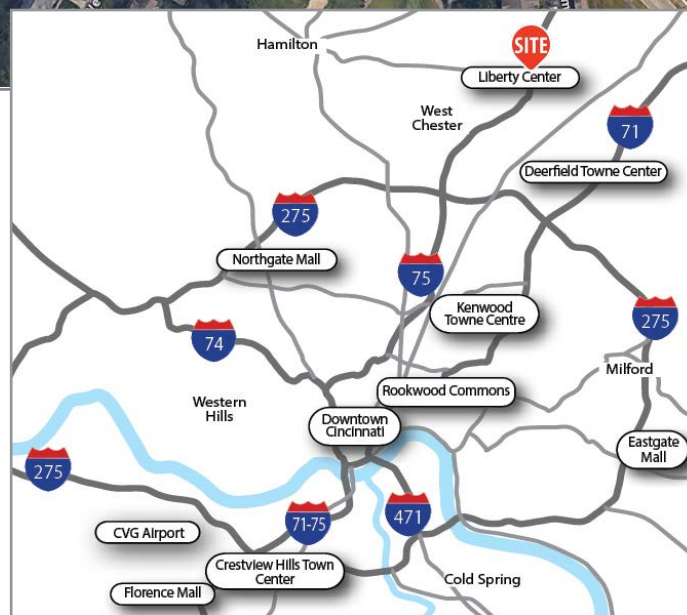 SITE
Hamilton
Liberty Center
West
Chester
71
Deerfield Towne Center
275
Northgate Mall
75
Kenwood
Towne Centre
275
74
Milford
Rookwood Commons
Western
Hills
Downtown
Cincinnati
Eastgate
Mall
275
71-75
471
CVG Airport
Crestview Hills Town
Center
Cold Spring
Florence Mall